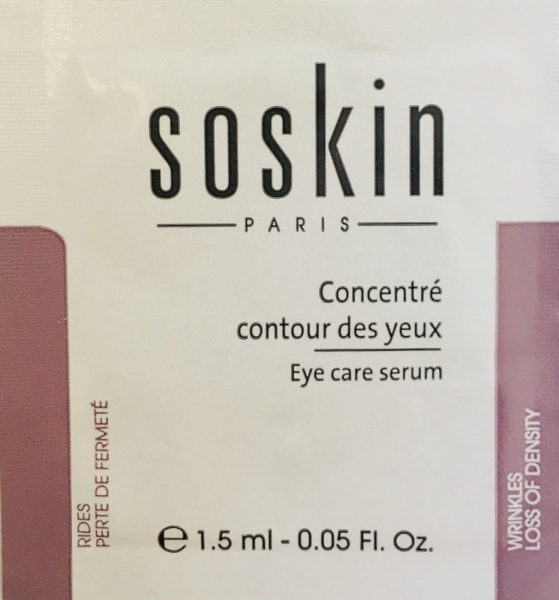 soskin
PARIS
Concentré
contour des yeux
Eye care serum
RIDES
PERTE DE FERMETÉ
WRINKLES
LOSS OF DENSITY
℮ 1.5 ml - 0.05 Fl. Oz.